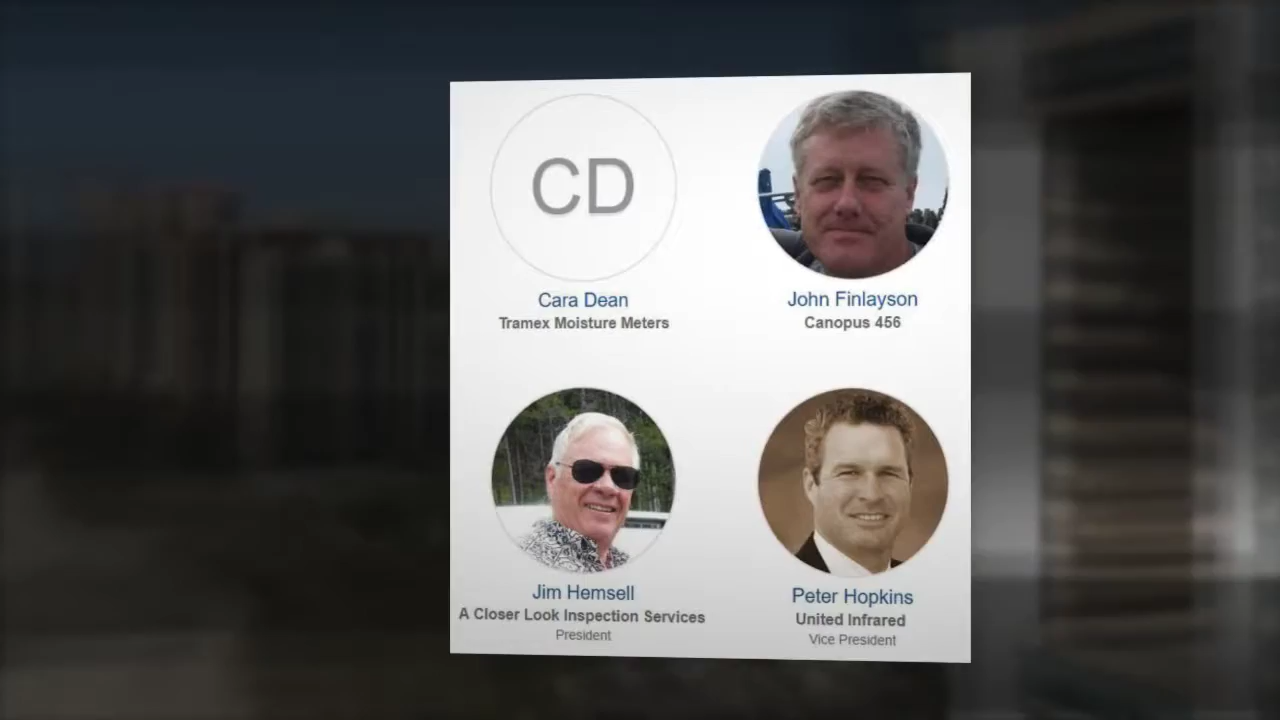 CD
Cara Dean
Tramex Moisture Meters
John Finlayson
Canopus 456
Jim Hemsell
A Closer Look Inspection Services
President
Peter Hopkins
United Infrared
Vice President